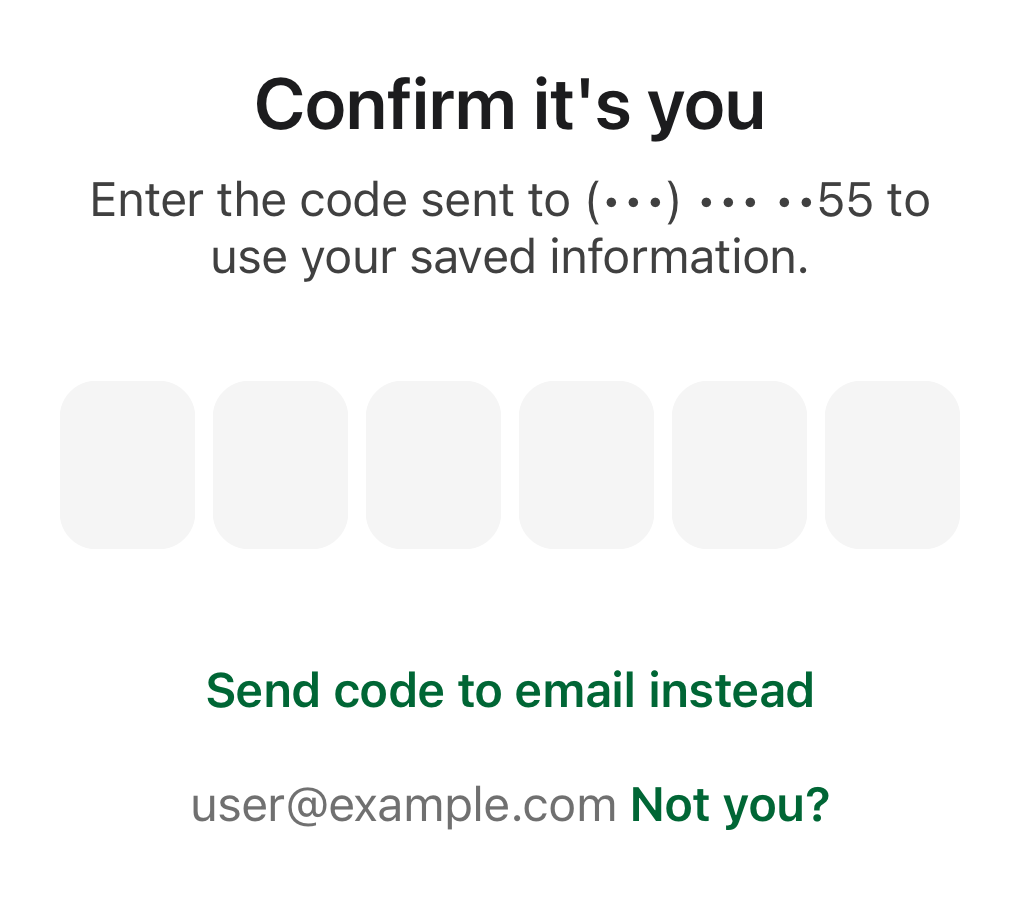 Confirm it's you
Enter the code sent to (•••) ••• ••55 to
use your saved information.
Send code to email instead
user@example.com Not you?